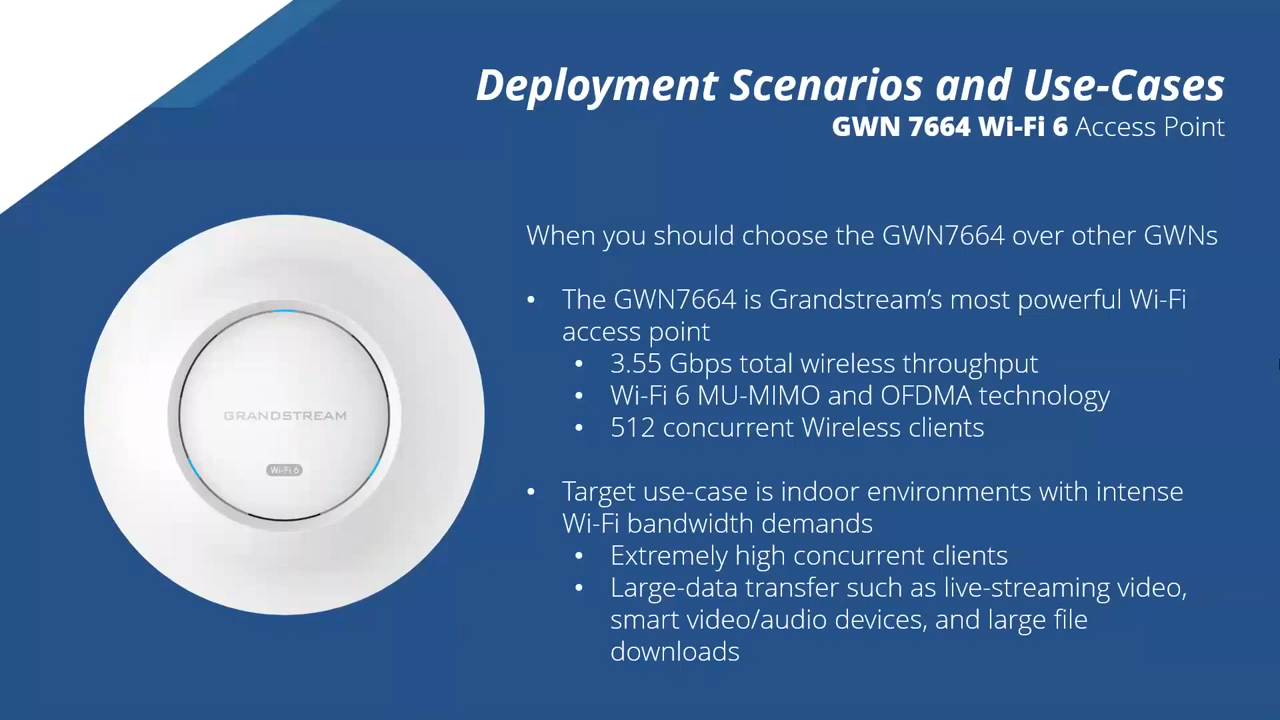 Deployment Scenarios and Use-Cases
GWN 7664 Wi-Fi 6 Access Point
When you should choose the GWN7664 over other GWNs
• The GWN7664 is Grandstream’s most powerful Wi-Fi
access point
• 3.55 Gbps total wireless throughput
• Wi-Fi 6 MU-MIMO and OFDMA technology
• 512 concurrent Wireless clients
• Target use-case is indoor environments with intense
Wi-Fi bandwidth demands
• Extremely high concurrent clients
• Large-data transfer such as live-streaming video,
smart video/audio devices, and large file
downloads
GRANDSTREAM
Wi-Fi 6